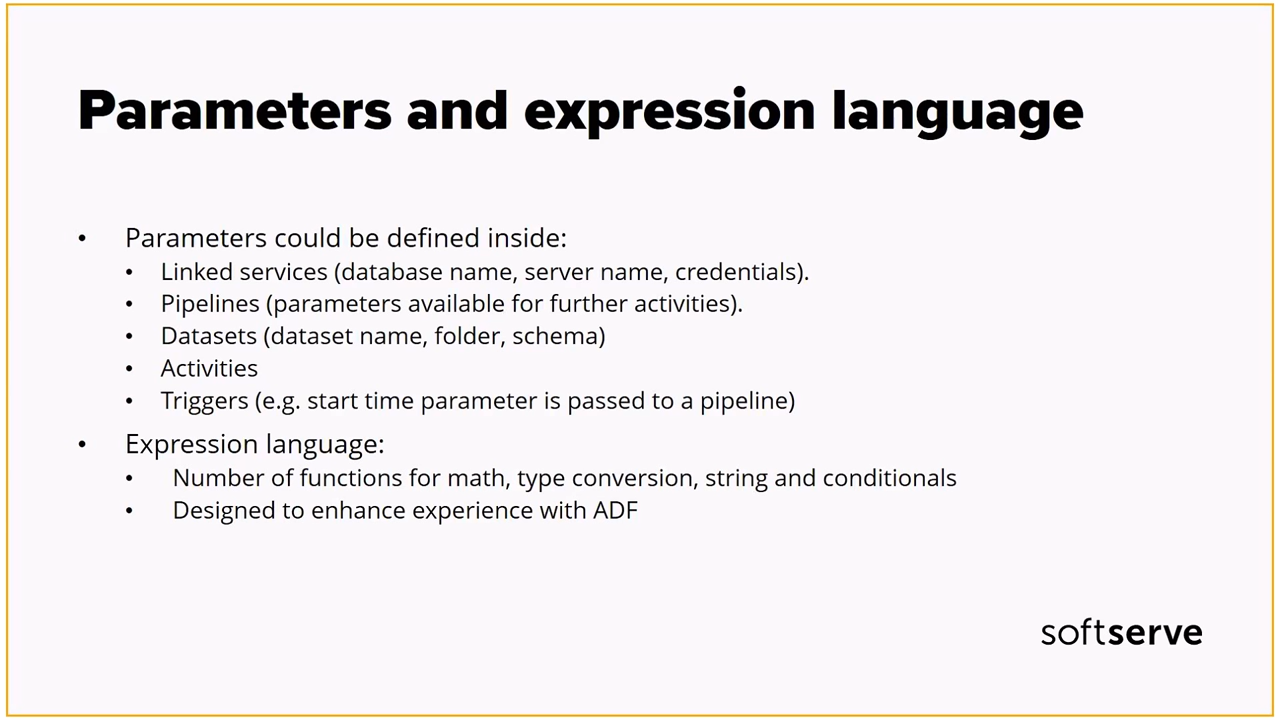 Parameters and expression language
• Parameters could be defined inside:
• Linked services (database name, server name, credentials).
• Pipelines (parameters available for further activities).
• Datasets (dataset name, folder, schema)
• Activities
• Triggers (e.g. start time parameter is passed to a pipeline)
• Expression language:
• Number of functions for math, type conversion, string and conditionals
• Designed to enhance experience with ADF
softserve